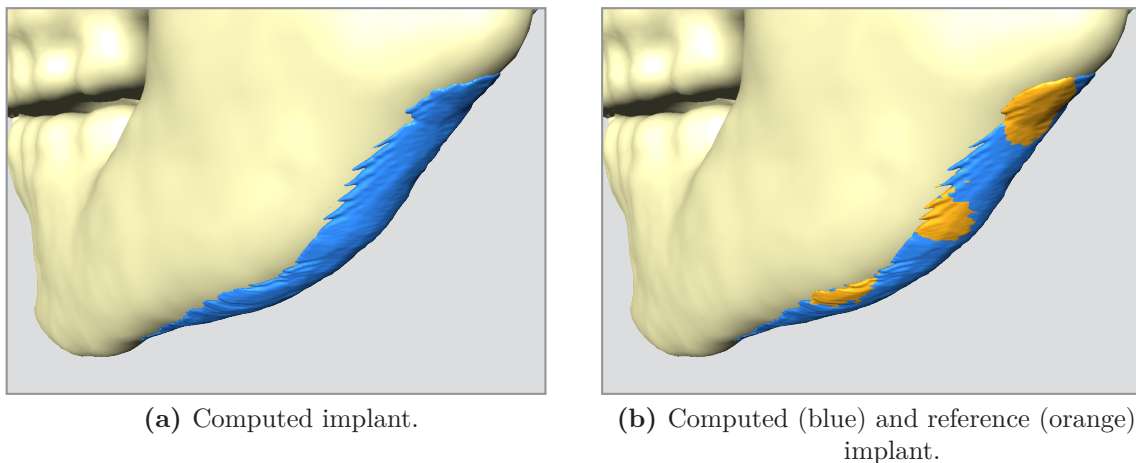 (a) Computed implant.
(b) Computed (blue) and reference (orange)
implant.